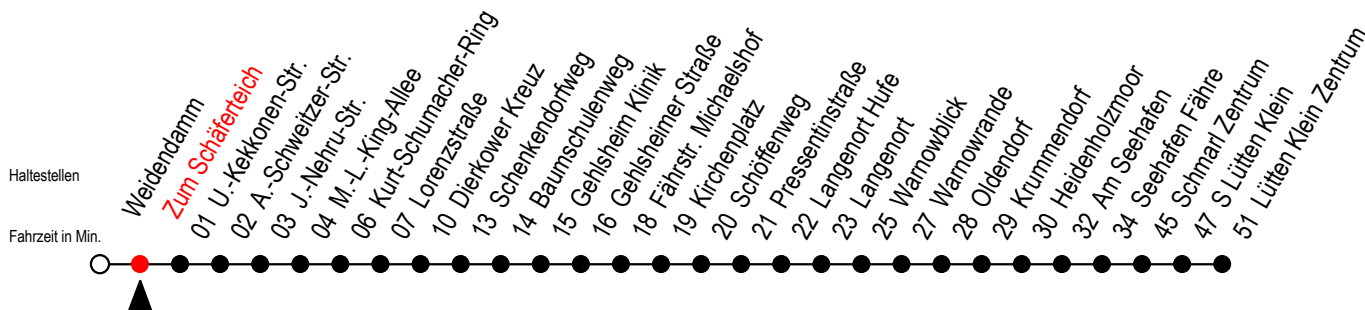 Haltestellen
Fahrzeit in Min.
Weidendamm
Zum Schäferteich
01 U.-Kekkonen-Str.
02 A.-Schweitzer-Str.
03 J.-Nehru-Str.
04 M.-L.-King-Allee
06 Kurt-Schumacher-Ring
07 Lorenzstraße
10 Dierkower Kreuz
13 Schenkendorfweg
14 Baumschulenweg
15 Gehlsheim Klinik
16 Gehlsheimer Straße
18 Fährstr. Michaelshof
19 Kirchenplatz
20 Schöffenweg
21 Pressentinstraße
22 Langenort Hufe
23 Langenort
25 Warnowblick
27 Warnowrande
28 Oldendorf
29 Krummendorf
30 Heidenholzmoor
32 Am Seehafen
34 Seehafen Fähre
45 Schmarl Zentrum
47 S Lütten Klein
51 Lütten Klein Zentrum